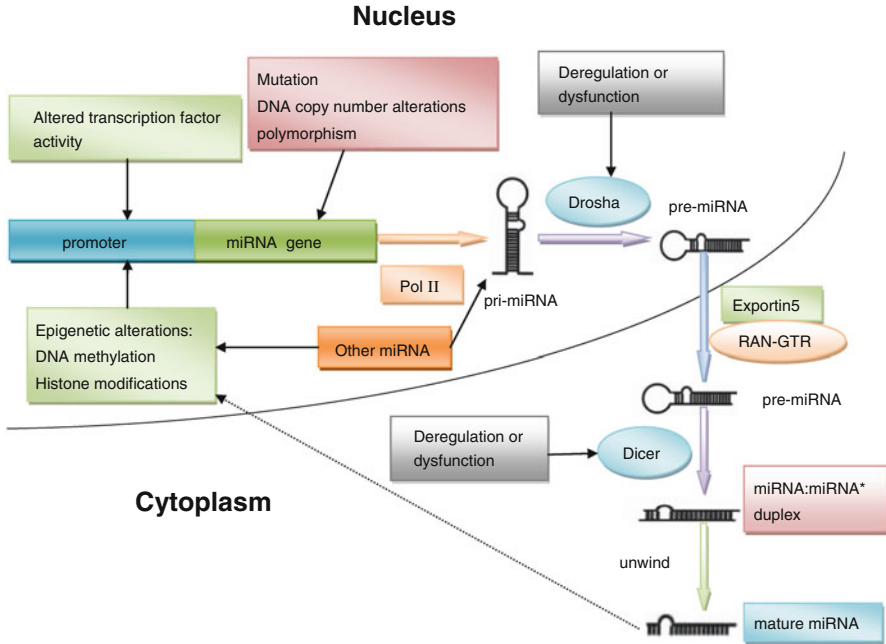 Nucleus
Mutation
DNA copy number alterations
polymorphism
Deregulation or
dysfunction
Altered transcription factor
activity
Drosha
pre-miRNA
promoter
miRNA gene
Pol II
pri-miRNA
Exportin5
RAN-GTR
Epigenetic alterations:
DNA methylation
Histone modifications
Other miRNA
pre-miRNA
Deregulation or
dysfunction
Dicer
Cytoplasm
miRNA:miRNA*
duplex
unwind
mature miRNA